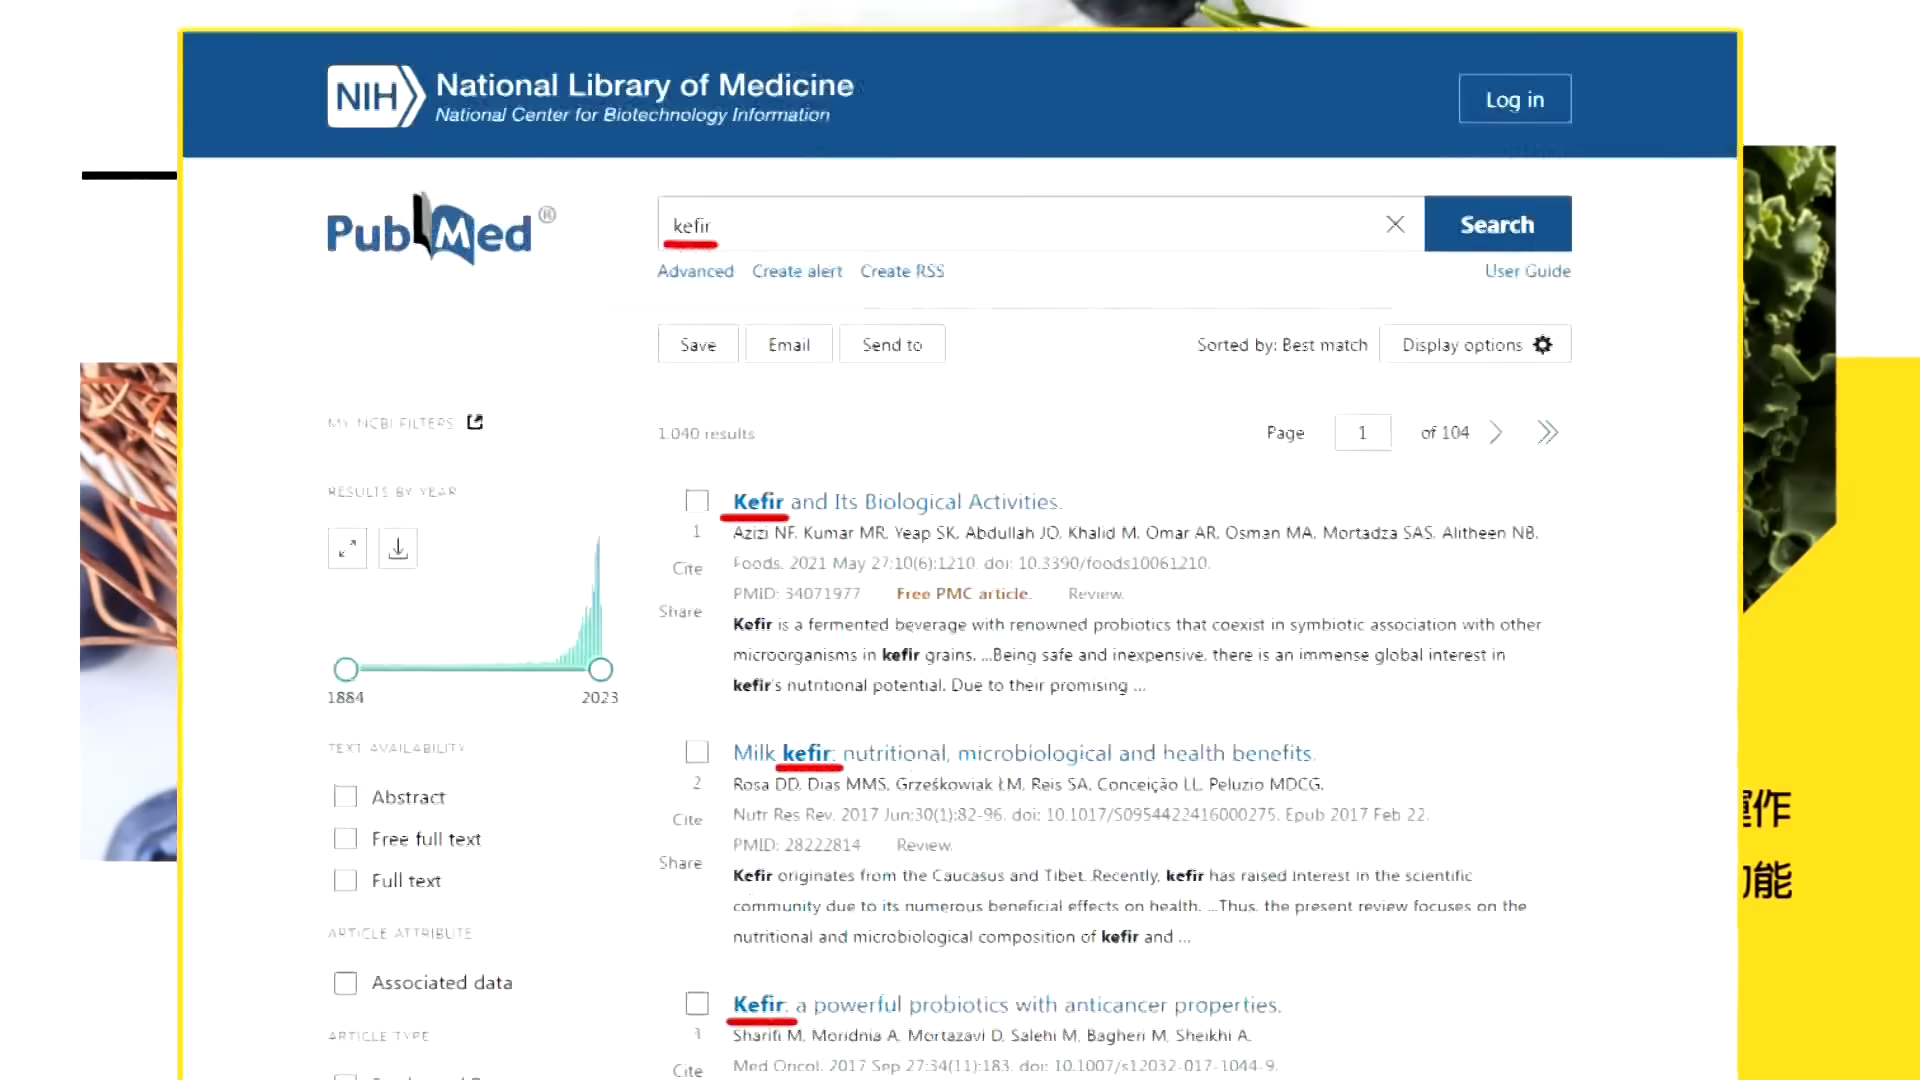 NIH National Library of Medicine
National Center for Biotechnology Information
Log in
PubMed®
kefir
Search
Advanced Create alert Create RSS
User Guide
Save Email Send to
Sorted by: Best match Display options
MY NCBI FILTERS
1,040 results
Page 1 of 104
RESULTS BY YEAR
1884 2023
TEXT AVAILABILITY
Abstract
Free full text
Full text
ARTICLE ATTRIBUTE
Associated data
ARTICLE TYPE
Kefir and Its Biological Activities.
1 Azizi NF, Kumar MR, Yeap SK, Abdullah JO, Khalid M, Omar AR, Osman MA, Mortadza SAS, Alitheen NB.
Cite Foods. 2021 May 27;10(6):1210. doi: 10.3390/foods10061210.
PMID: 34071977 Free PMC article. Review.
Share
Kefir is a fermented beverage with renowned probiotics that coexist in symbiotic association with other
microorganisms in kefir grains. ...Being safe and inexpensive, there is an immense global interest in
kefir's nutritional potential. Due to their promising ...
Milk kefir: nutritional, microbiological and health benefits.
2 Rosa DD, Dias MMS, Grześkowiak ŁM, Reis SA, Conceição LL, Peluzio MDCG.
Cite Nutr Res Rev. 2017 Jun;30(1):82-96. doi: 10.1017/S0954422416000275. Epub 2017 Feb 22.
PMID: 28222814 Review.
Share
Kefir originates from the Caucasus and Tibet. Recently, kefir has raised interest in the scientific
community due to its numerous beneficial effects on health. ...Thus, the present review focuses on the
nutritional and microbiological composition of kefir and ...
Kefir: a powerful probiotics with anticancer properties.
3 Sharifi M, Moridnia A, Mortazavi D, Salehi M, Bagheri M, Sheikhi A.
Cite Med Oncol. 2017 Sep 27;34(11):183. doi: 10.1007/s12032-017-1044-9.
作
能